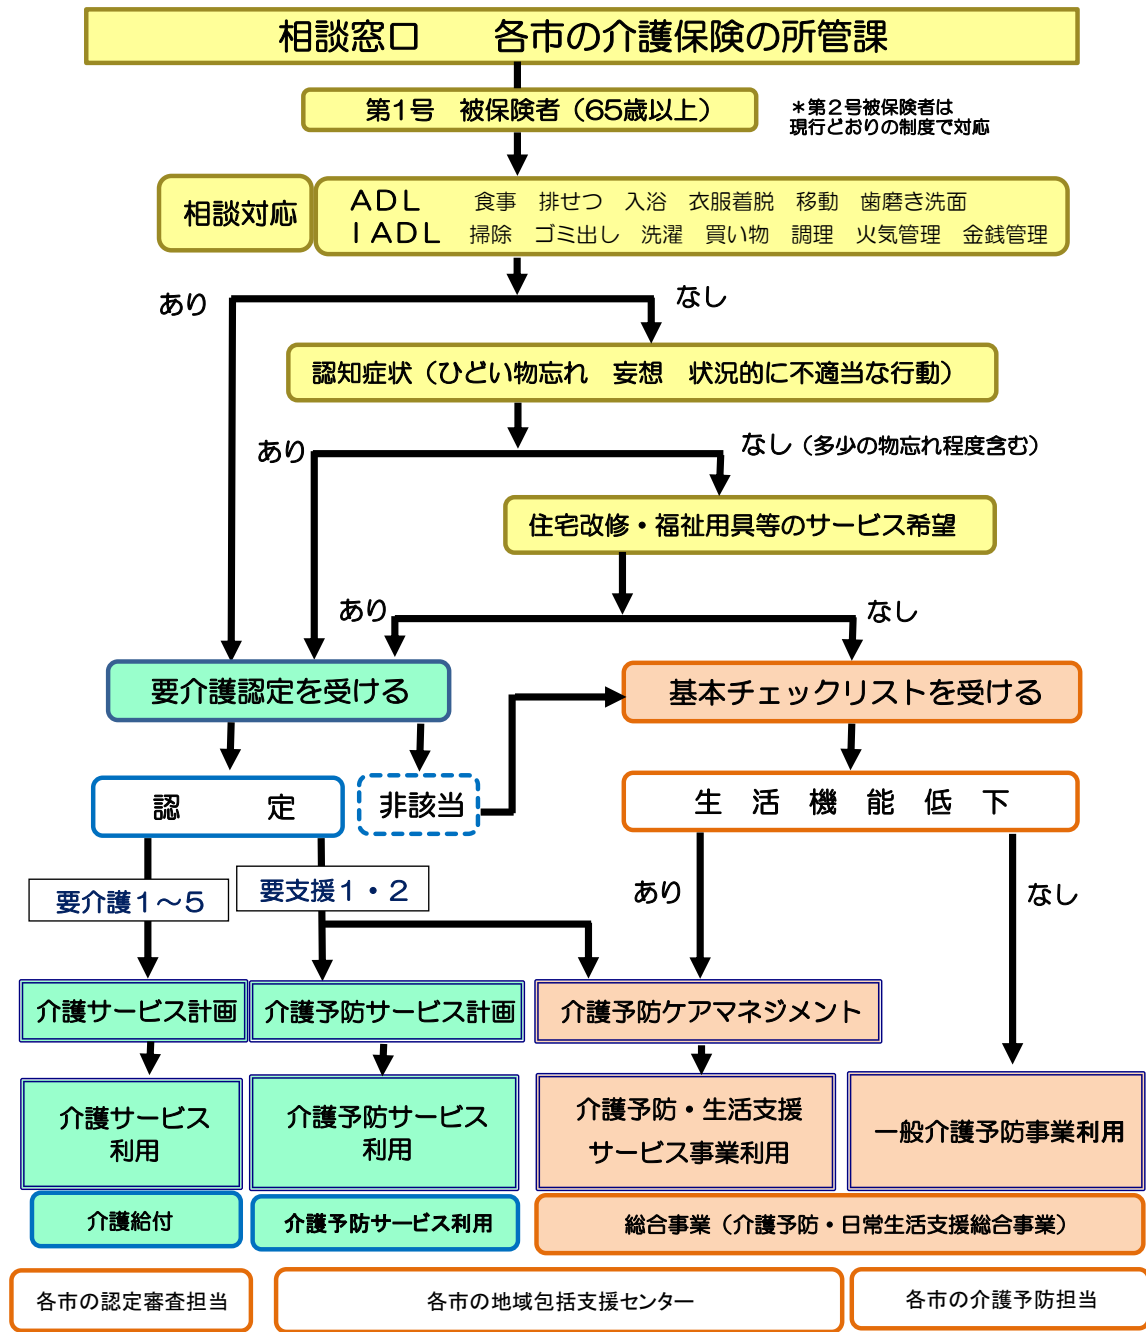 相談窓口　　各市の介護保険の所管課
第1号　被保険者（65歳以上）
＊第２号被保険者は
現行どおりの制度で対応
相談対応
ＡＤＬ　食事　排せつ　入浴　衣服着脱　移動　歯磨き洗面
ＩＡＤＬ　掃除　ゴミ出し　洗濯　買い物　調理　火気管理　金銭管理
あり
なし
認知症状（ひどい物忘れ　妄想　状況的に不適当な行動）
あり
なし（多少の物忘れ程度含む）
住宅改修・福祉用具等のサービス希望
あり
なし
要介護認定を受ける
基本チェックリストを受ける
認　　　定
非該当
生　活　機　能　低　下
要介護１～５
要支援１・２
あり
なし
介護サービス計画
介護予防サービス計画
介護予防ケアマネジメント
介護サービス
利用
介護予防サービス
利用
介護予防・生活支援
サービス事業利用
一般介護予防事業利用
介護給付
介護予防サービス利用
総合事業（介護予防・日常生活支援総合事業）
各市の認定審査担当
各市の地域包括支援センター
各市の介護予防担当